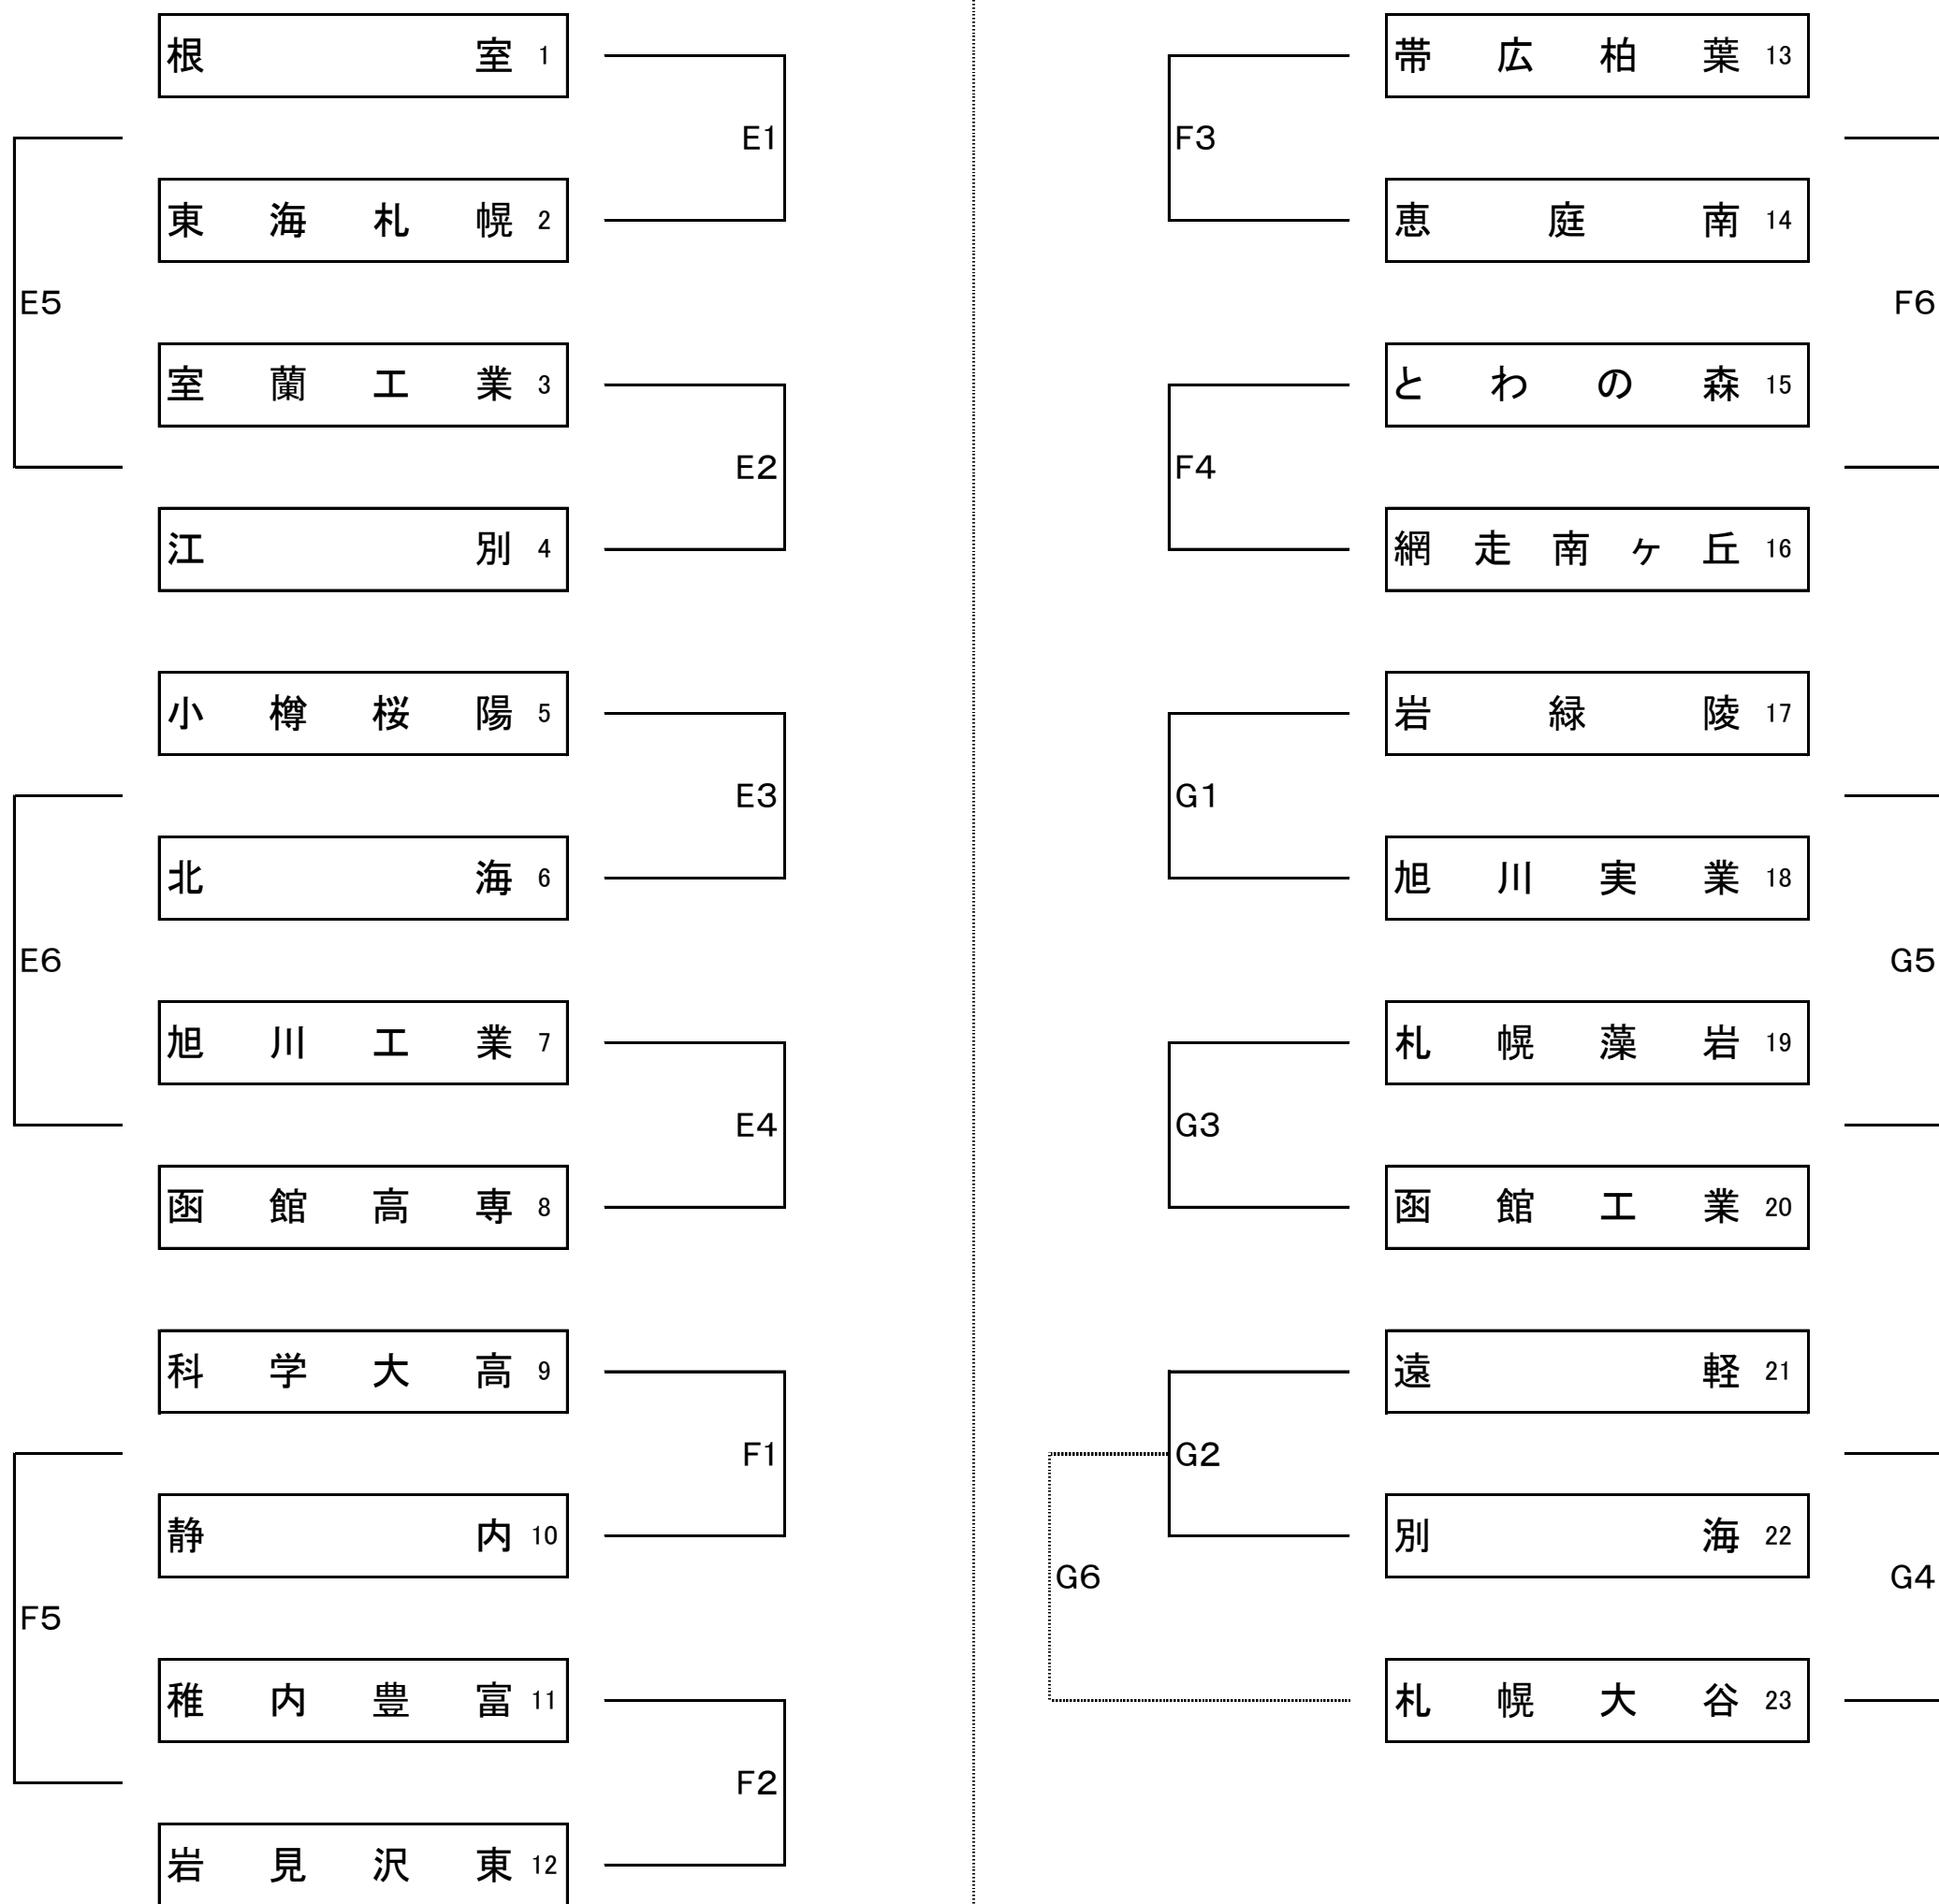 根室 1
E1
東海札幌 2
E5
室蘭工業 3
E2
江別 4
小樽桜陽 5
E3
北海 6
E6
旭川工業 7
E4
函館高専 8
科学大高 9
F1
静内 10
F5
稚内豊富 11
F2
岩見沢東 12
帯広柏葉 13
F3
恵庭南 14
F6
とわの森 15
F4
網走南ヶ丘 16
岩緑陵 17
G1
旭川実業 18
G5
札幌藻岩 19
G3
函館工業 20
遠軽 21
G2
別海 22
G6
G4
札幌大谷 23